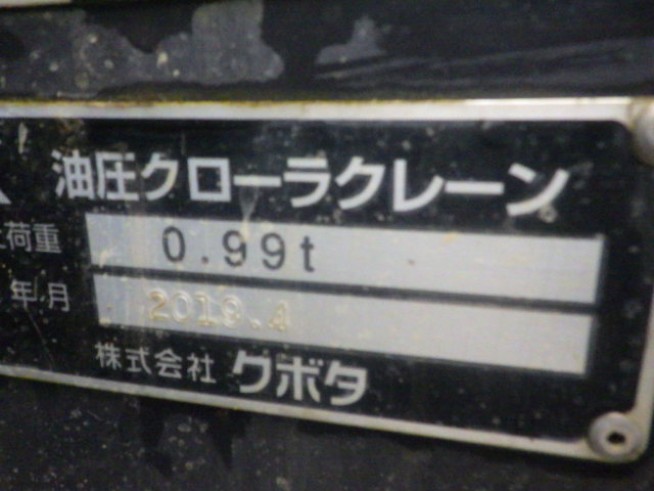 油圧クローラクレーン
荷重 0.99t
年月 2019.4
株式会社 クボタ